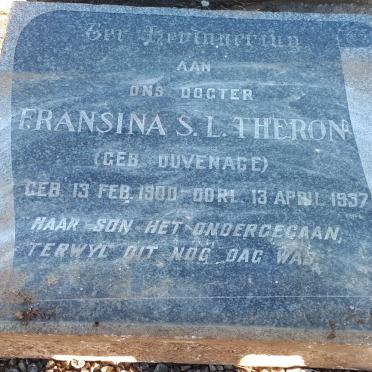 Ter Herinnering
AAN
ONS DOGTER
FRANSINA S. L. THERON
(GEB. DUVENAGE)
GEB. 13 FEB. 1900 - OORL. 13 APRIL 1937
HAAR SON HET ONDERGEGAAN,
TERWYL DIT NOG DAG WAS.